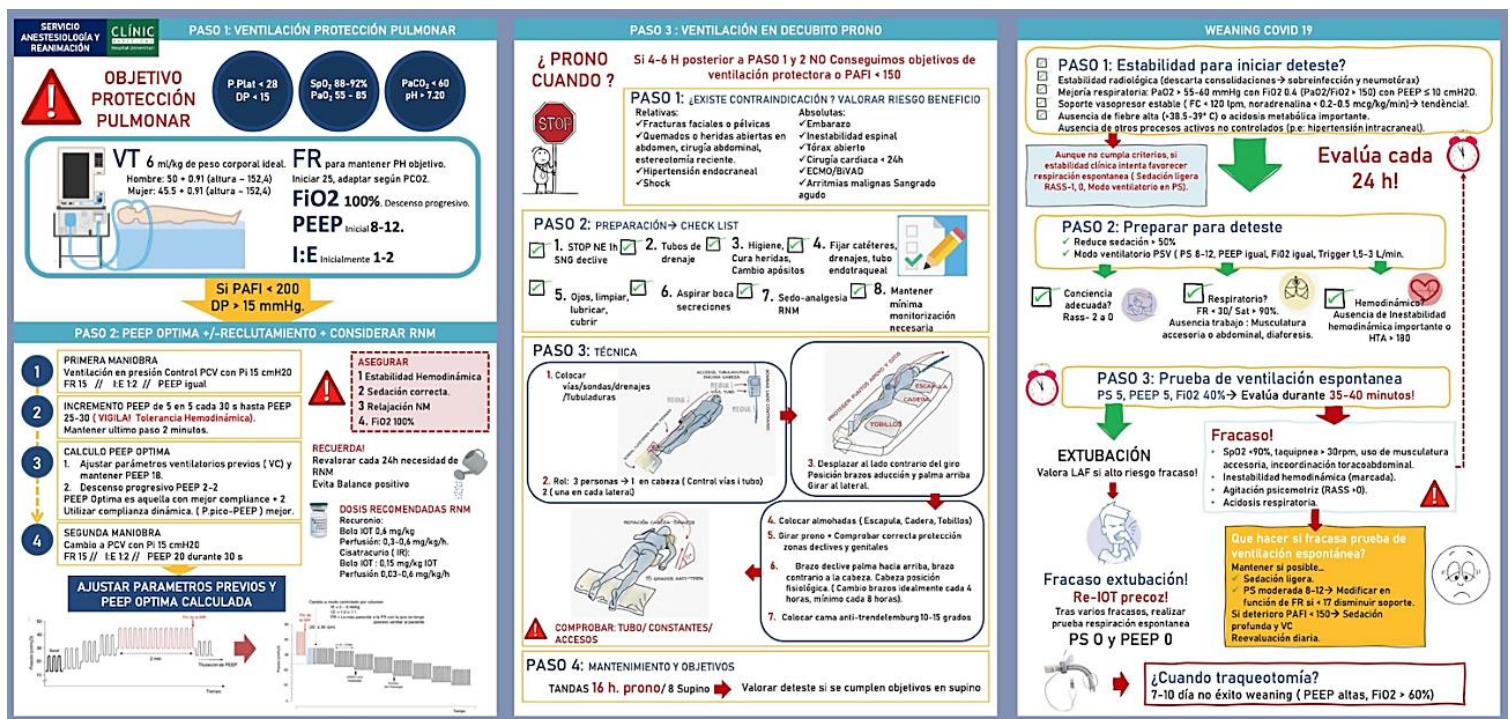 SERVICIO
ANESTESIOLOGÍA Y
REANIMACIÓN
CLÍNIC
BARCELONA
Hospital Universitari
PASO 1: VENTILACIÓN PROTECCIÓN PULMONAR
OBJETIVO
PROTECCIÓN
PULMONAR
P.Plat < 28
DP < 15
SpO₂ 88-92%
PaO₂ 55 - 85
PaCO₂ < 60
pH > 7.20
VT 6 ml/kg de peso corporal ideal.
Hombre: 50 + 0.91 (altura – 152,4)
Mujer: 45.5 + 0.91 (altura – 152,4)
FR para mantener PH objetivo.
Iniciar 25, adaptar según PCO2.
FiO2 100%. Descenso progresivo.
PEEP Inicial 8-12.
I:E Inicialmente 1-2
Si PAFI < 200
DP > 15 mmHg.
PASO 2: PEEP OPTIMA +/-RECLUTAMIENTO + CONSIDERAR RNM
1
PRIMERA MANIOBRA
Ventilación en presión Control PCV con Pi 15 cmH20
FR 15 // I:E 1:2 // PEEP igual
2
INCREMENTO PEEP de 5 en 5 cada 30 s hasta PEEP
25-30 ( VIGILA! Tolerancia Hemodinámica).
Mantener ultimo paso 2 minutos.
3
CALCULO PEEP OPTIMA
1. Ajustar parámetros ventilatorios previos ( VC) y
mantener PEEP 18.
2. Descenso progresivo PEEP 2-2
PEEP Optima es aquella con mejor compliance + 2
Utilizar complianza dinámica. ( P.pico-PEEP ) mejor.
4
SEGUNDA MANIOBRA
Cambio a PCV con Pi 15 cmH20
FR 15 // I:E 1:2 // PEEP 20 durante 30 s
ASEGURAR
1 Estabilidad Hemodinámica
2 Sedación correcta.
3 Relajación NM
4. FiO2 100%
RECUERDA!
Revalorar cada 24h necesidad de
RNM
Evita Balance positivo
DOSIS RECOMENDADAS RNM
Rocuronio:
Bolo IOT 0,6 mg/kg
Perfusión: 0,3-0,6 mg/kg/h.
Cisatracurio ( IR):
Bolo IOT : 0,15 mg/kg IOT
Perfusión 0,03-0,6 mg/kg/h
AJUSTAR PARAMETROS PREVIOS Y
PEEP OPTIMA CALCULADA
Basal
2 min
Titulación de PEEP
Tiempo
Tiempo
PASO 3 : VENTILACIÓN EN DECUBITO PRONO
¿ PRONO
CUANDO ?
Si 4-6 H posterior a PASO 1 y 2 NO Conseguimos objetivos de
ventilación protectora o PAFI < 150
STOP
PASO 1: ¿EXISTE CONTRAINDICACIÓN? VALORAR RIESGO BENEFICIO
Relativas:
✓Fracturas faciales o pélvicas
✓Quemados o heridas abiertas en
abdomen, cirugía abdominal,
estereotomía reciente.
✓Hipertensión endocraneal
✓Shock
Absolutas:
✓Embarazo
✓Inestabilidad espinal
✓Tórax abierto
✓Cirugía cardiaca < 24h
✓ECMO/BiVAD
✓Arritmias malignas Sangrado
agudo
PASO 2: PREPARACIÓN→ CHECK LIST
1. STOP NE 1h
SNG declive
2. Tubos de
drenaje
3. Higiene,
Cura heridas,
Cambio apósitos
4. Fijar catéteres,
drenajes, tubo
endotraqueal
5. Ojos, limpiar,
lubricar,
cubrir
6. Aspirar boca
secreciones
7. Sedo-analgesia
RNM
8. Mantener
mínima
monitorización
necesaria
PASO 3: TÉCNICA
1. Colocar
vías/sondas/drenajes
/Tubuladuras
2. Rol: 3 personas → 1 en cabeza ( Control vías i tubo)
2 ( una en cada lateral)
PROTEGER PUNTOS APOYO Y OJOS
ESCAPULA
CADERA
TOBILLOS
3. Desplazar al lado contrario del giro
Posición brazos aducción y palma arriba
Girar al lateral.
4. Colocar almohadas ( Escapula, Cadera, Tobillos)
5. Girar prono + Comprobar correcta protección
zonas declives y genitales
6. Brazo declive palma hacia arriba, brazo
contrario a la cabeza. Cabeza posición
fisiológica. ( Cambio brazos idealmente cada 4
horas, mínimo cada 8 horas).
7. Colocar cama anti-trendelemburg 10-15 grados
COMPROBAR: TUBO/ CONSTANTES/
ACCESOS
PASO 4: MANTENIMIENTO Y OBJETIVOS
TANDAS 16 h. prono/ 8 Supino
Valorar deteste si se cumplen objetivos en supino
WEANING COVID 19
PASO 1: Estabilidad para iniciar deteste?
Estabilidad radiológica (descarta consolidaciones→ sobreinfección y neumotórax)
Mejoría respiratoria: PaO2 > 55-60 mmHg con FiO2 0.4 (PaO2/FiO2 > 150) con PEEP ≤ 10 cmH2O.
Soporte vasopresor estable ( FC < 120 lpm, noradrenalina < 0.2-0.5 mcg/kg/min)→ tendència!.
Ausencia de fiebre alta (>38.5-39° C) o acidosis metabólica importante.
Ausencia de otros procesos activos no controlados (p.e: hipertensión intracraneal).
Aunque no cumpla criterios, si
estabilidad clínica intenta favorecer
respiración espontanea ( Sedación ligera
RASS-1, 0, Modo ventilatorio en PS).
Evalúa cada
24 h!
PASO 2: Preparar para deteste
✓ Reduce sedación > 50%
✓ Modo ventilatorio PSV ( PS 8-12, PEEP igual, FiO2 igual, Trigger 1,5-3 L/min.
Conciencia
adecuada?
Rass- 2 a 0
Respiratorio?
FR < 30/ Sat > 90%.
Ausencia trabajo : Musculatura
accesoria o abdominal, diaforesis.
Hemodinámico?
Ausencia de Inestabilidad
hemodinámica importante o
HTA > 180
PASO 3: Prueba de ventilación espontanea
PS 5, PEEP 5, FiO2 40%→ Evalúa durante 35-40 minutos!
EXTUBACIÓN
Valora LAF si alto riesgo fracaso!
Fracaso!
• SpO2 <90%, taquipnea > 30rpm, uso de musculatura
accesoria, incoordinación toracoabdominal.
• Inestabilidad hemodinámica (marcada).
• Agitación psicomotriz (RASS >0).
• Acidosis respiratoria.
Fracaso extubación!
Re-IOT precoz!
Tras varios fracasos, realizar
prueba respiración espontanea
PS 0 y PEEP 0
Que hacer si fracasa prueba de
ventilación espontánea?
Mantener si posible...
✓ Sedación ligera.
✓ PS moderada 8-12→ Modificar en
función de FR si < 17 disminuir soporte.
Si deterioro PAFI < 150→ Sedación
profunda y VC
Reevaluación diaria.
¿Cuando traqueotomía?
7-10 día no éxito weaning ( PEEP altas, FiO2 > 60%)